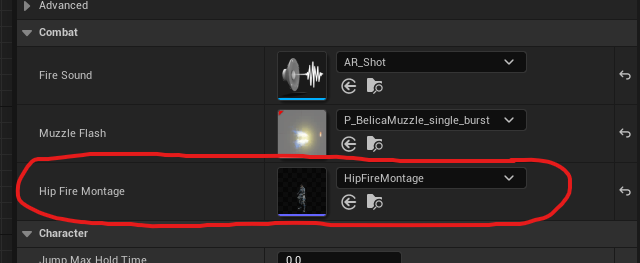 Advanced
Combat
Fire Sound
AR_Shot
Muzzle Flash
P_BelicaMuzzle_single_burst
Hip Fire Montage
HipFireMontage
Character
Jump Max Hold Time
0.0